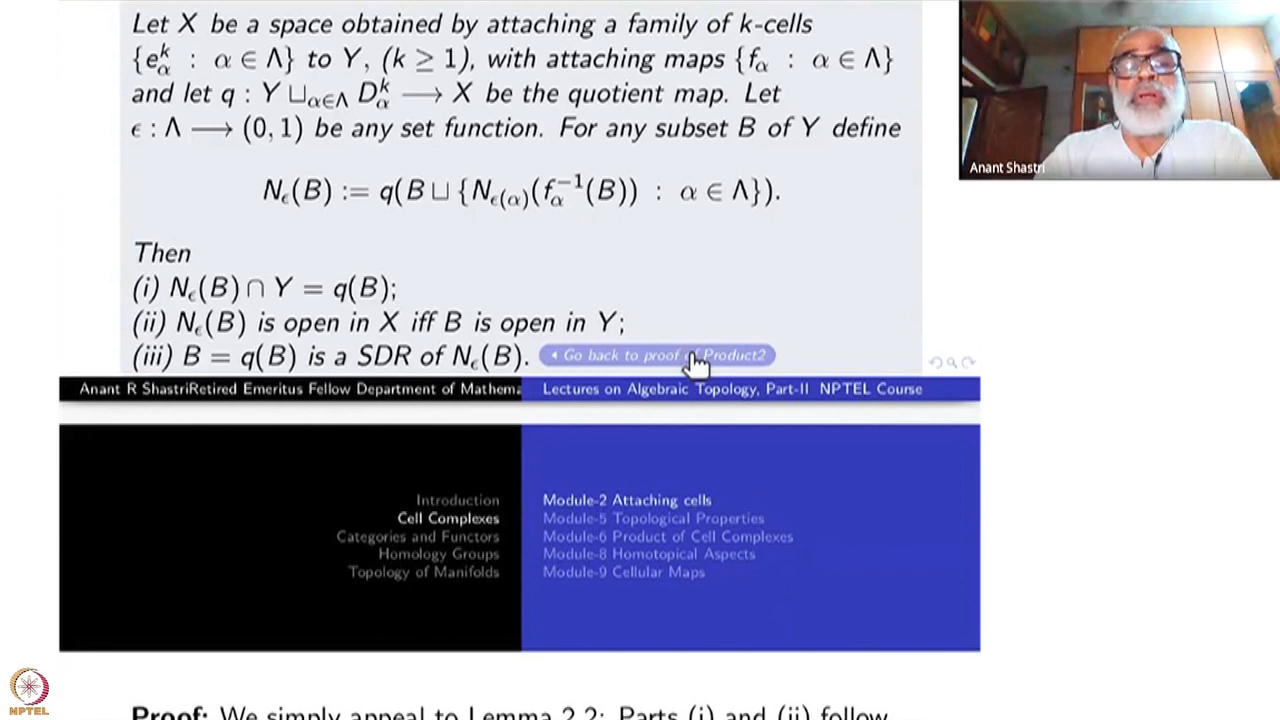 Let X be a space obtained by attaching a family of k-cells
{e^k_α : α ∈ Λ} to Y, (k ≥ 1), with attaching maps {f_α : α ∈ Λ}
and let q : Y ⊔_{α∈Λ} D^k_α ⟶ X be the quotient map. Let
ϵ : Λ ⟶ (0, 1) be any set function. For any subset B of Y define
N_ϵ(B) := q(B ⊔ {N_{ϵ(α)}(f_α^{-1}(B)) : α ∈ Λ}).
Then
(i) N_ϵ(B) ∩ Y = q(B);
(ii) N_ϵ(B) is open in X iff B is open in Y;
(iii) B = q(B) is a SDR of N_ϵ(B). Go back to proof of Product2
Anant R ShastriRetired Emeritus Fellow Department of Mathema Lectures on Algebraic Topology, Part-II NPTEL Course
Introduction
Cell Complexes
Categories and Functors
Homology Groups
Topology of Manifolds
Module-2 Attaching cells
Module-5 Topological Properties
Module-6 Product of Cell Complexes
Module-8 Homotopical Aspects
Module-9 Cellular Maps
Proof: We simply appeal to Lemma 2.2: Parts (i) and (ii) follow
Anant Shastri
NPTEL